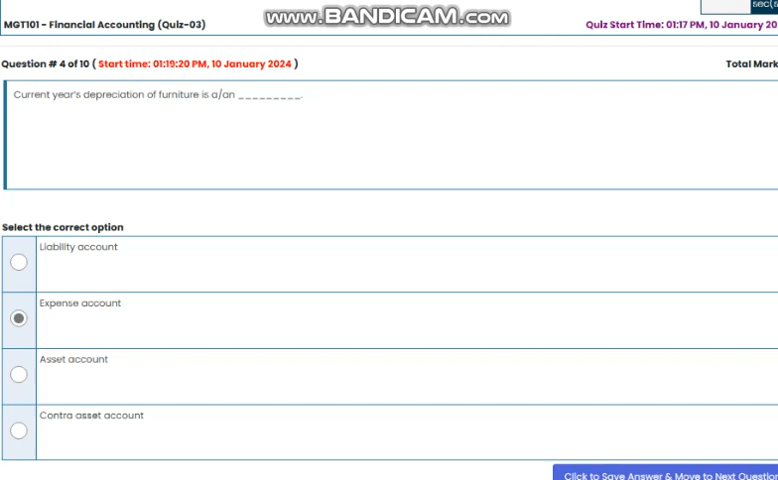 sec(s
www.BANDICAM.com
MGT101 - Financial Accounting (Quiz-03)
Quiz Start Time: 01:17 PM, 10 January 20
Question # 4 of 10 ( Start time: 01:19:20 PM, 10 January 2024 )
Total Mark
Current year's depreciation of furniture is a/an _________.
Select the correct option
Liability account
Expense account
Asset account
Contra asset account
Click to Save Answer & Move to Next Question